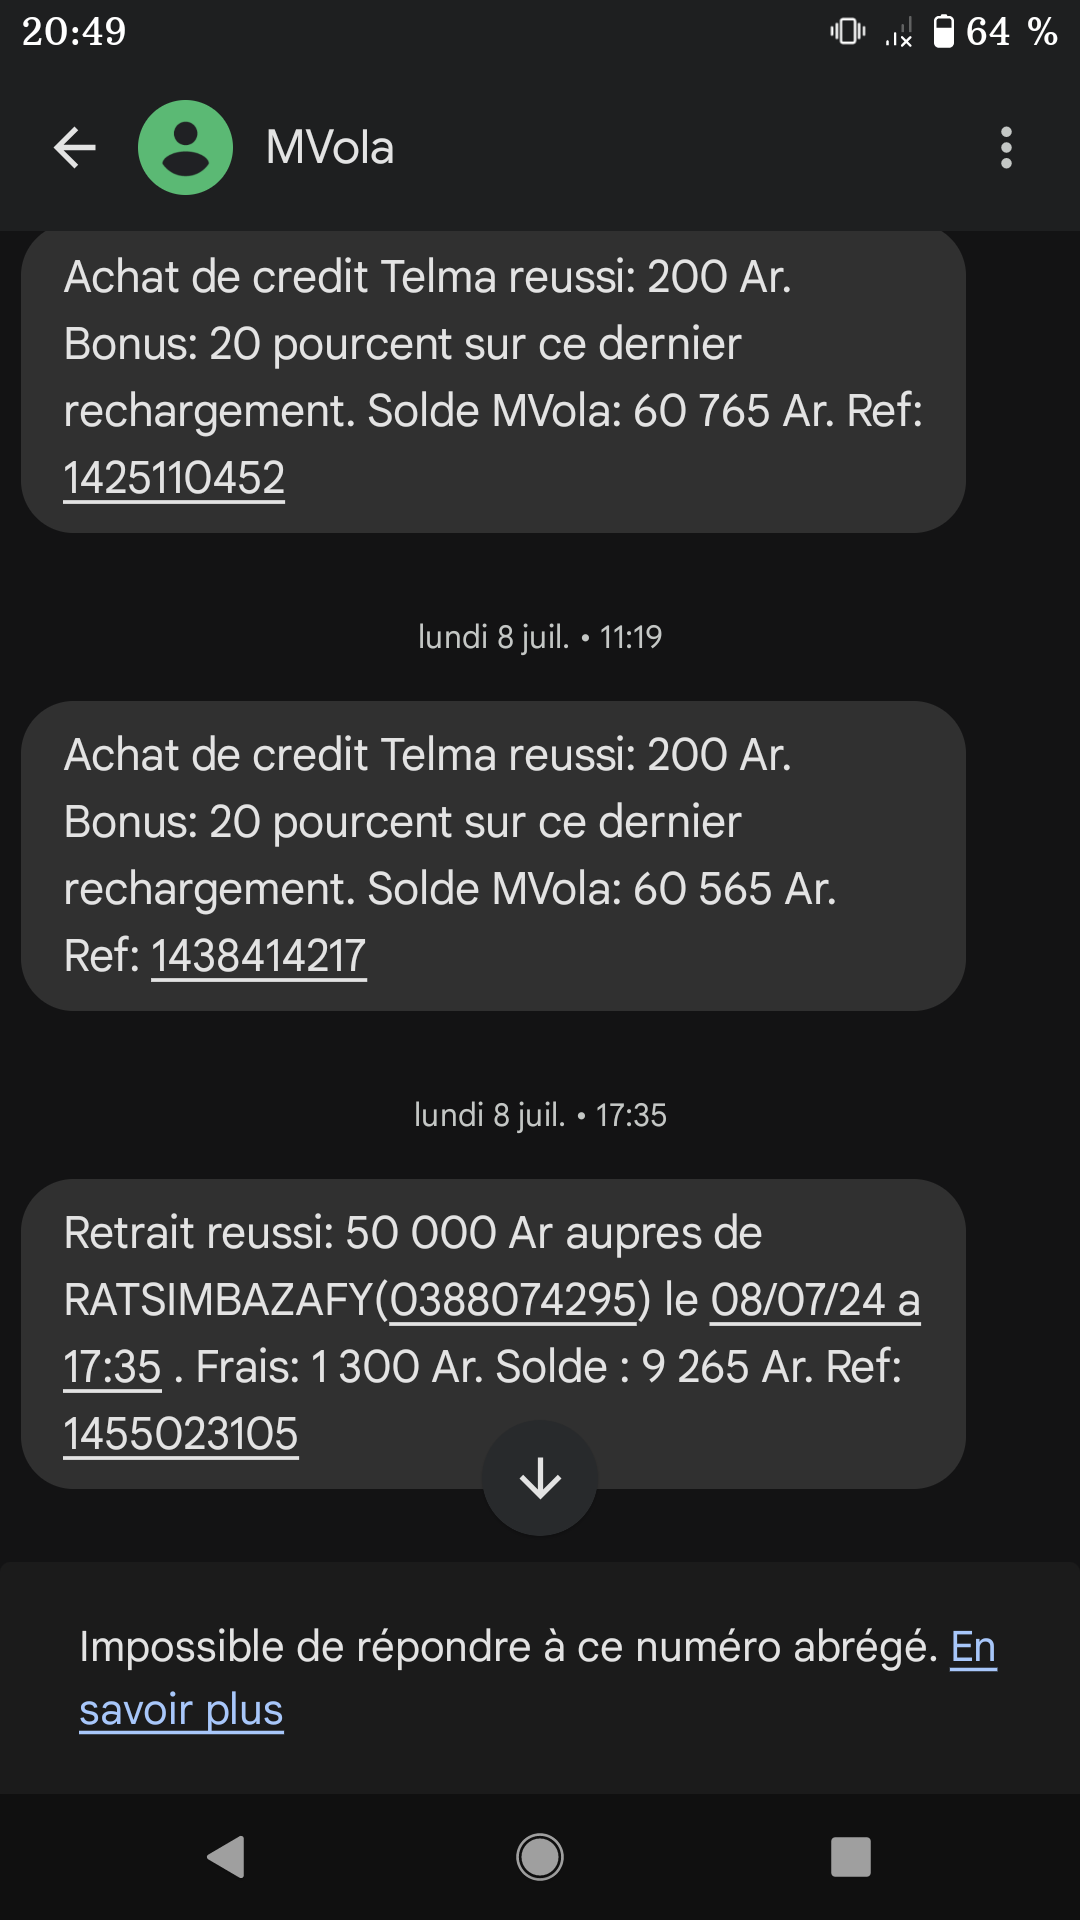 20:49
64 %
MVola
Achat de credit Telma reussi: 200 Ar.
Bonus: 20 pourcent sur ce dernier
rechargement. Solde MVola: 60 765 Ar. Ref:
1425110452
lundi 8 juil. • 11:19
Achat de credit Telma reussi: 200 Ar.
Bonus: 20 pourcent sur ce dernier
rechargement. Solde MVola: 60 565 Ar.
Ref: 1438414217
lundi 8 juil. • 17:35
Retrait reussi: 50 000 Ar aupres de
RATSIMBAZAFY(0388074295) le 08/07/24 a
17:35 . Frais: 1 300 Ar. Solde : 9 265 Ar. Ref:
1455023105
Impossible de répondre à ce numéro abrégé. En
savoir plus